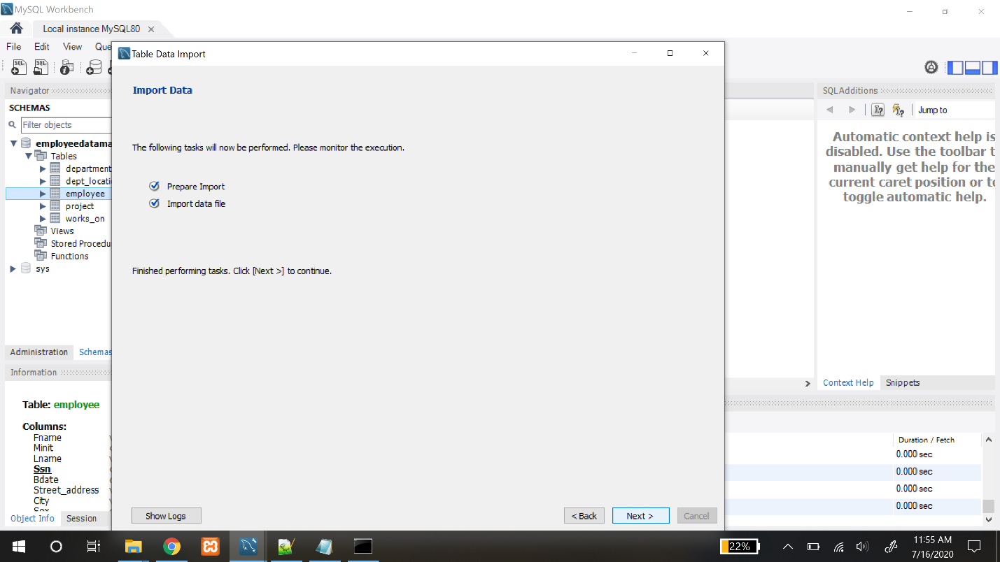 MySQL Workbench
Local instance MySQL80
File Edit View Que
SQL SQL
Table Data Import
Navigator
SCHEMAS
Filter objects
employeedatama
Tables
department
dept_locati
employee
project
works_on
Views
Stored Procedu
Functions
sys
Administration Schemas
Information
Table: employee
Columns:
Fname
Minit
Lname
Ssn
Bdate
Street_address
City
Sex
Object Info Session
Import Data
The following tasks will now be performed. Please monitor the execution.
Prepare Import
Import data file
Finished performing tasks. Click [Next >] to continue.
Show Logs < Back Next > Cancel
SQLAdditions
Jump to
Automatic context help is
disabled. Use the toolbar t
manually get help for the
current caret position or to
toggle automatic help.
Context Help Snippets
Duration / Fetch
0.000 sec
0.000 sec
0.000 sec
0.000 sec
22%
11:55 AM
7/16/2020